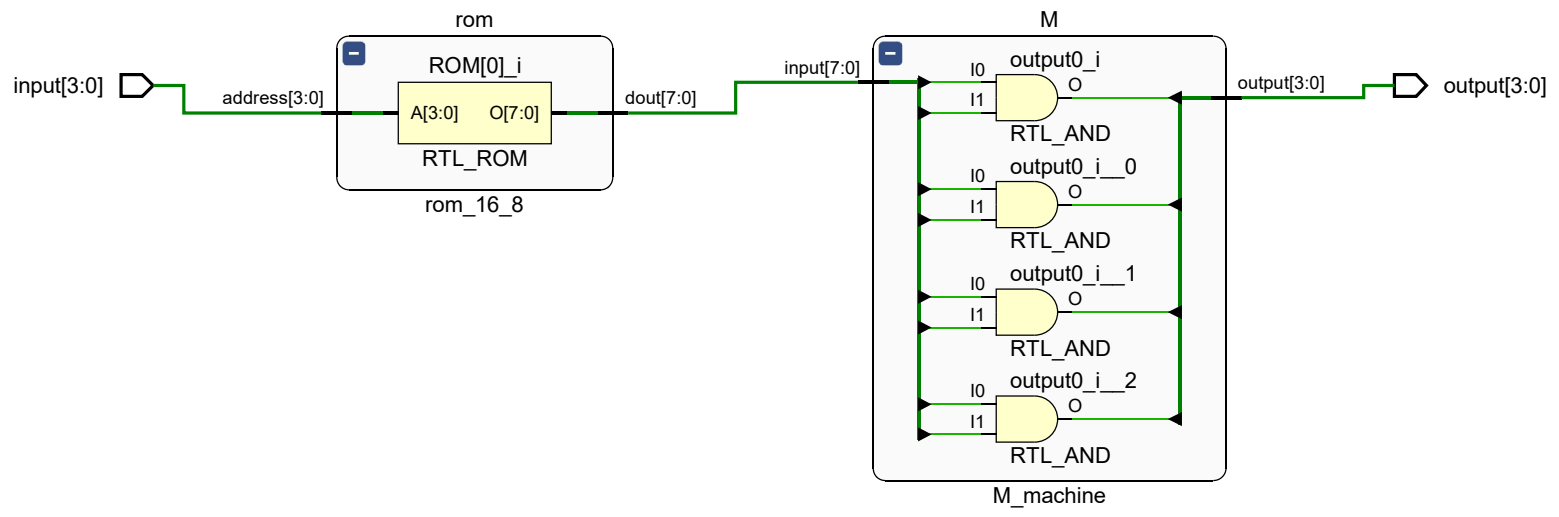 rom
M
ROM[0]_i
input[3:0]
address[3:0]
A[3:0]
O[7:0]
dout[7:0]
RTL_ROM
rom_16_8
input[7:0]
output0_i
I0
I1
O
RTL_AND
output0_i__0
I0
I1
O
RTL_AND
output0_i__1
I0
I1
O
RTL_AND
output0_i__2
I0
I1
O
RTL_AND
M_machine
output[3:0]
output[3:0]